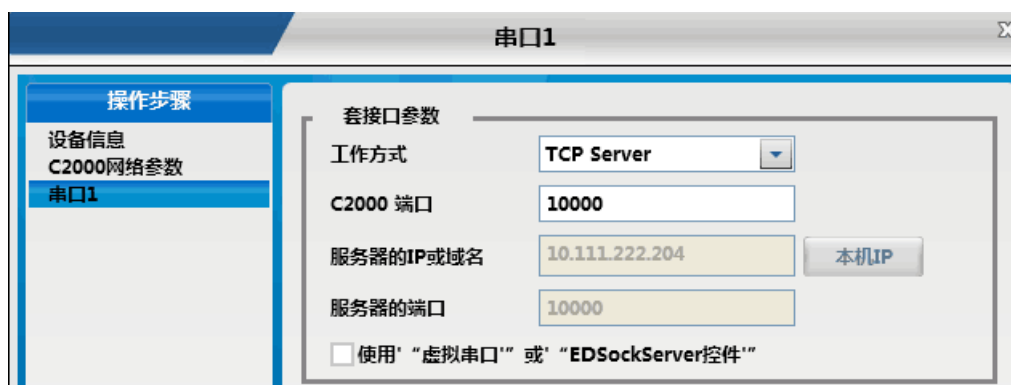 串口1
操作步骤
设备信息
C2000网络参数
串口1
套接口参数
工作方式
TCP Server
C2000 端口
10000
服务器的IP或域名
10.111.222.204
本机IP
服务器的端口
10000
使用' “虚拟串口'” 或' “EDSockServer控件'”